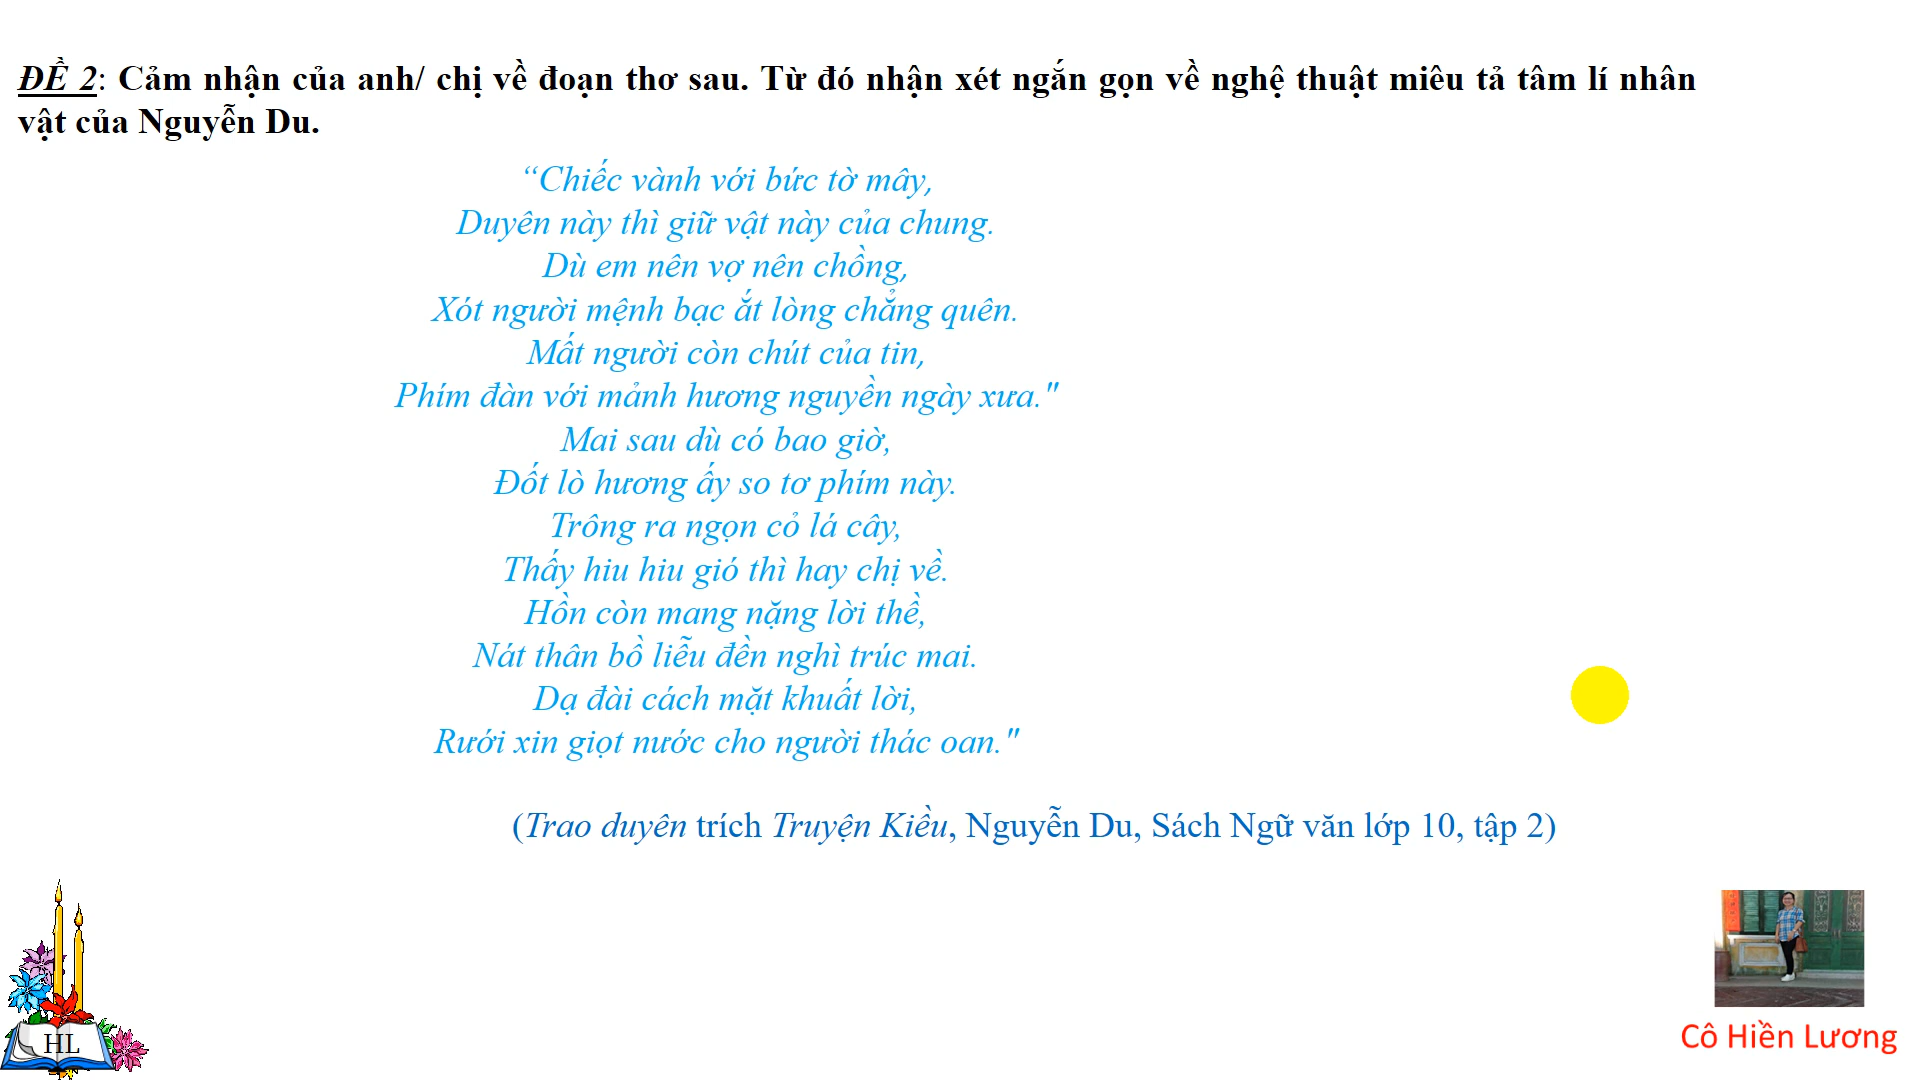 ĐỀ 2: Cảm nhận của anh/ chị về đoạn thơ sau. Từ đó nhận xét ngắn gọn về nghệ thuật miêu tả tâm lí nhân
vật của Nguyễn Du.
“Chiếc vành với bức tờ mây,
Duyên này thì giữ vật này của chung.
Dù em nên vợ nên chồng,
Xót người mệnh bạc ắt lòng chẳng quên.
Mất người còn chút của tin,
Phím đàn với mảnh hương nguyền ngày xưa."
Mai sau dù có bao giờ,
Đốt lò hương ấy so tơ phím này.
Trông ra ngọn cỏ lá cây,
Thấy hiu hiu gió thì hay chị về.
Hồn còn mang nặng lời thề,
Nát thân bồ liễu đền nghì trúc mai.
Dạ đài cách mặt khuất lời,
Rưới xin giọt nước cho người thác oan."
(Trao duyên trích Truyện Kiều, Nguyễn Du, Sách Ngữ văn lớp 10, tập 2)
HL
Cô Hiền Lương